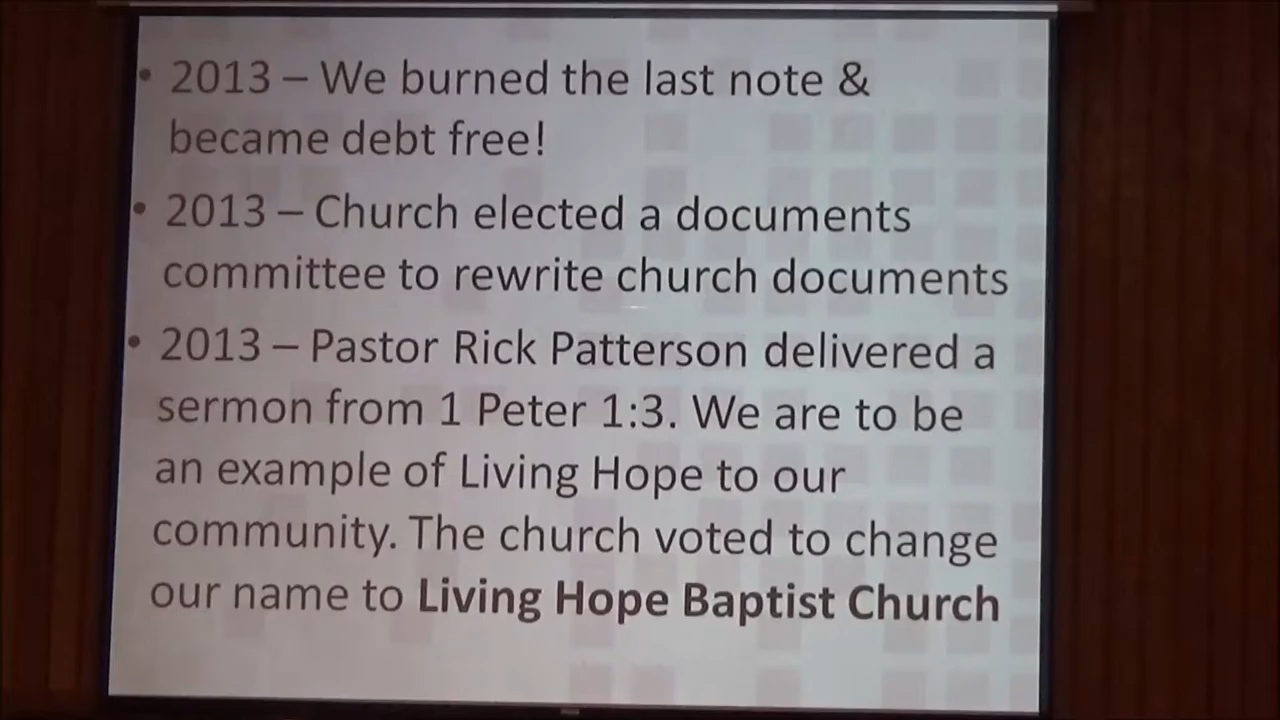 • 2013 – We burned the last note &
became debt free!
• 2013 – Church elected a documents
committee to rewrite church documents
• 2013 – Pastor Rick Patterson delivered a
sermon from 1 Peter 1:3. We are to be
an example of Living Hope to our
community. The church voted to change
our name to Living Hope Baptist Church